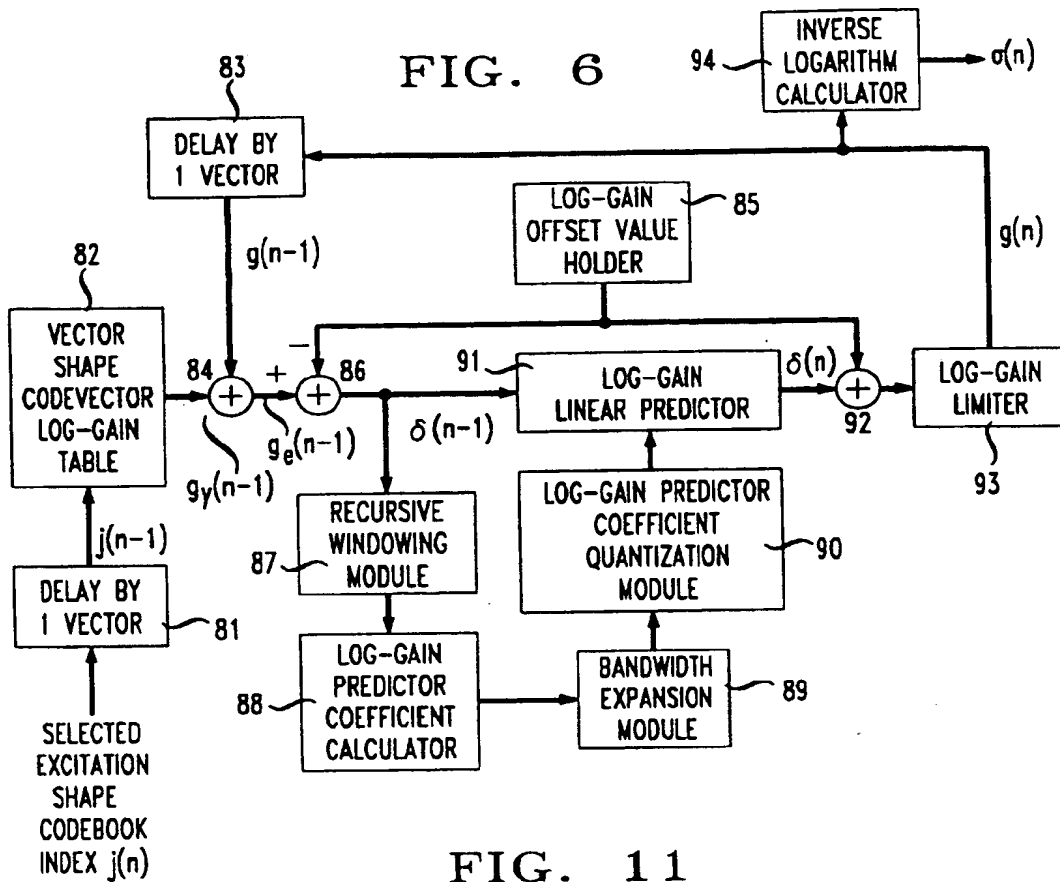 FIG. 6
83
DELAY BY
1 VECTOR
94
INVERSE
LOGARITHM
CALCULATOR
σ(n)
g(n-1)
LOG-GAIN
OFFSET VALUE
HOLDER
85
g(n)
82
VECTOR
SHAPE
CODEVECTOR
LOG-GAIN
TABLE
84
+
gy(n-1)
+
ge(n-1)
−
+
86
δ(n-1)
91
LOG-GAIN
LINEAR PREDICTOR
δ(n)
+
92
LOG-GAIN
LIMITER
93
j(n-1)
DELAY BY
1 VECTOR
81
SELECTED
EXCITATION
SHAPE
CODEBOOK
INDEX j(n)
RECURSIVE
WINDOWING
MODULE
87
LOG-GAIN PREDICTOR
COEFFICIENT
QUANTIZATION
MODULE
90
LOG-GAIN
PREDICTOR
COEFFICIENT
CALCULATOR
88
BANDWIDTH
EXPANSION
MODULE
89
FIG. 11